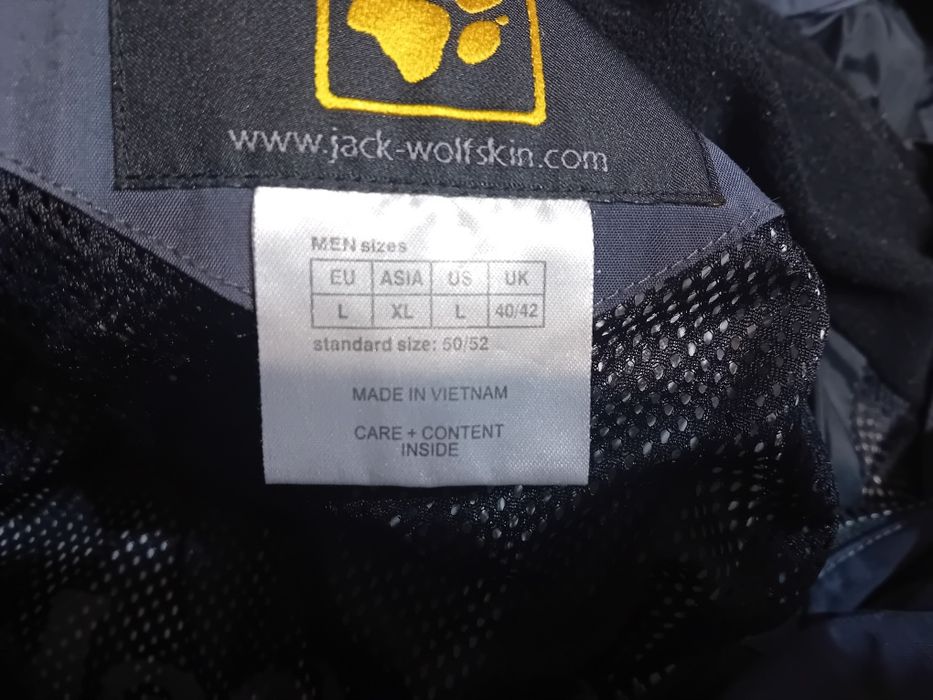 www.jack-wolfskin.com
MEN sizes
EU ASIA US UK
L XL L 40/42
standard size: 50/52
MADE IN VIETNAM
CARE + CONTENT
INSIDE